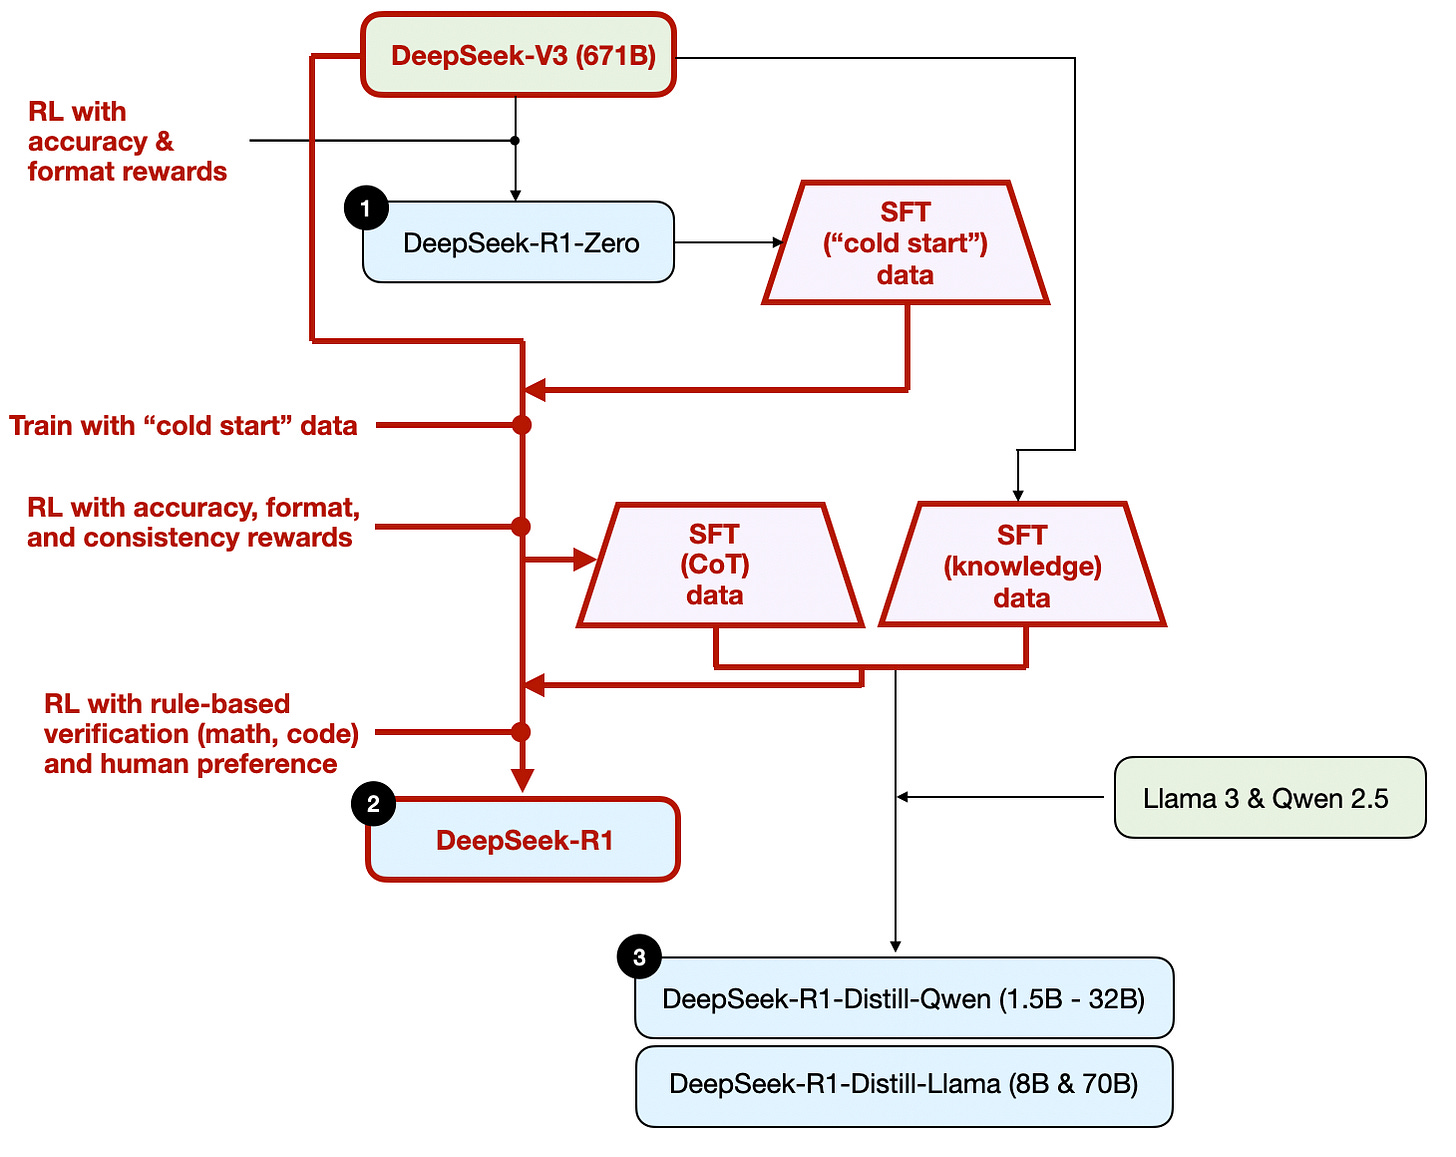 DeepSeek-V3 (671B)
RL with
accuracy &
format rewards
1
DeepSeek-R1-Zero
SFT
(“cold start”)
data
Train with “cold start” data
RL with accuracy, format,
and consistency rewards
SFT
(CoT)
data
SFT
(knowledge)
data
RL with rule-based
verification (math, code)
and human preference
2
DeepSeek-R1
Llama 3 & Qwen 2.5
3
DeepSeek-R1-Distill-Qwen (1.5B - 32B)
DeepSeek-R1-Distill-Llama (8B & 70B)